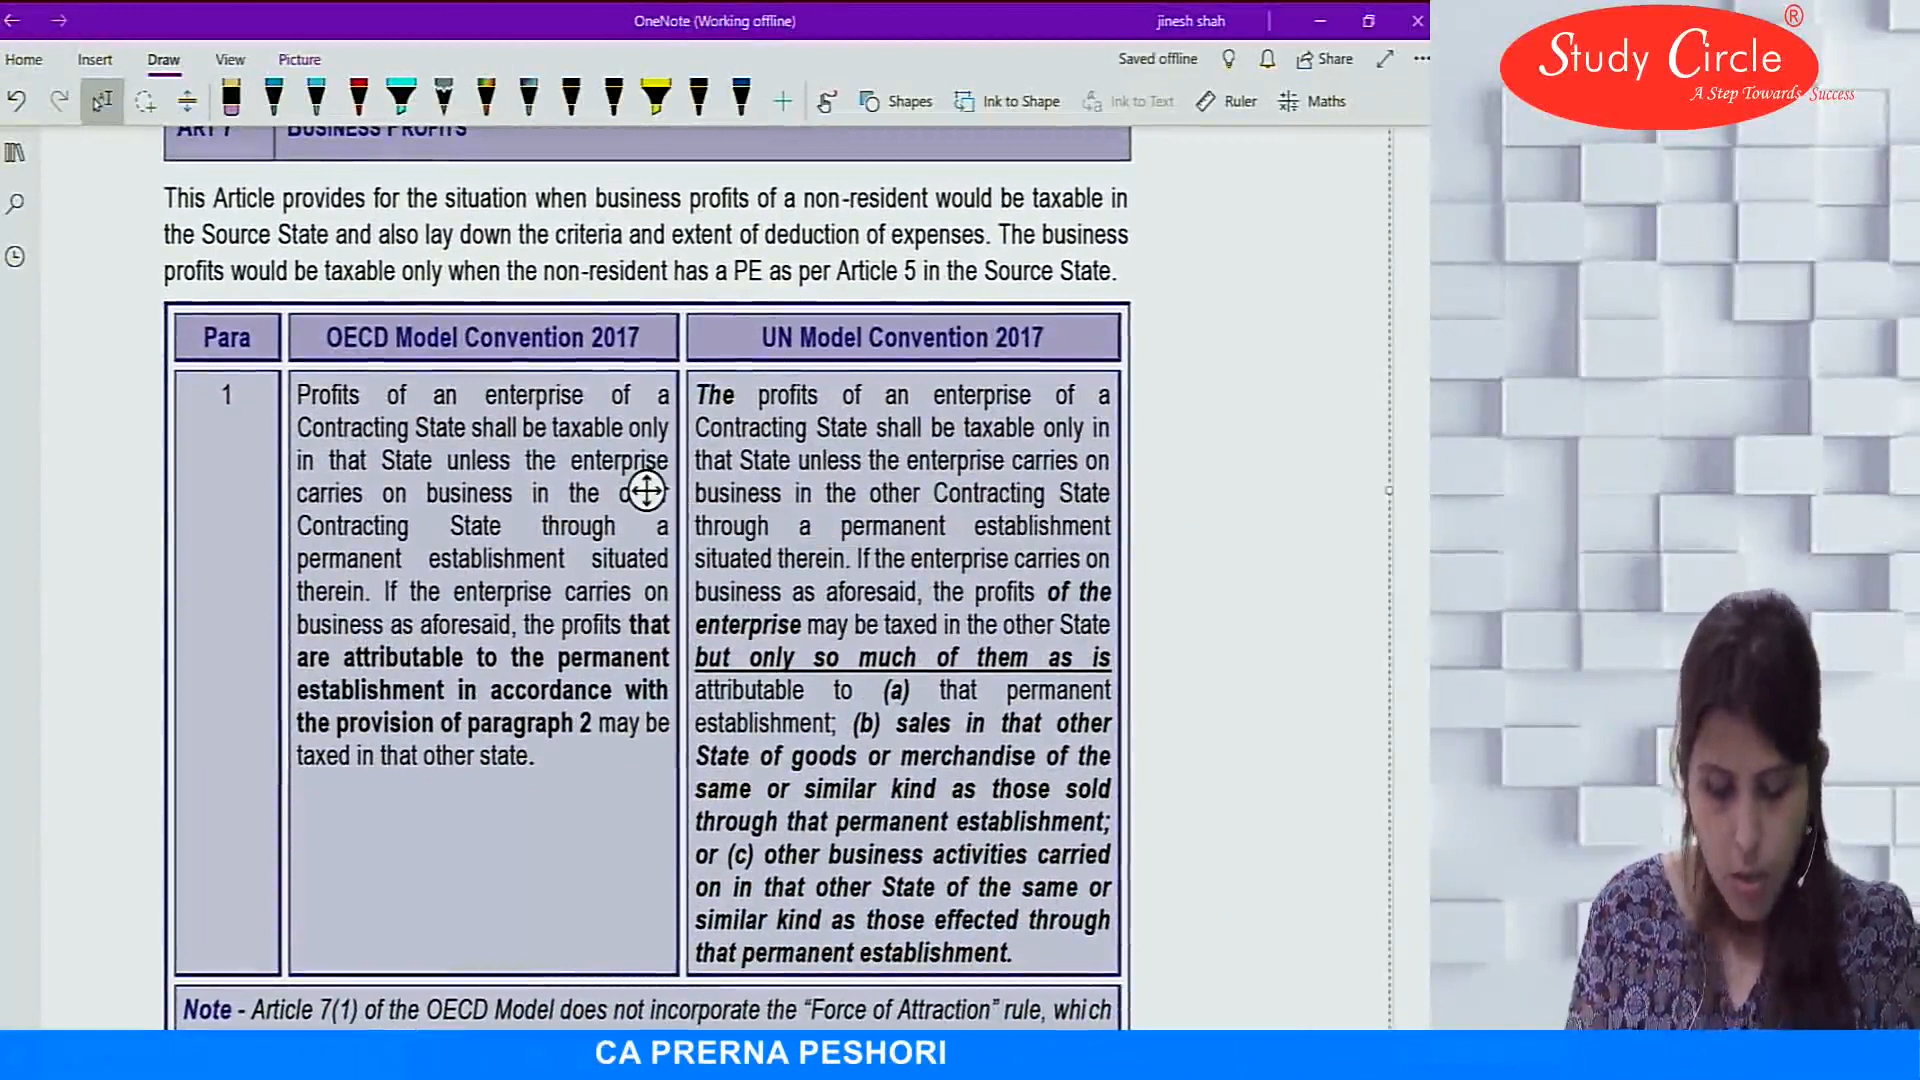 OneNote (Working offline)
jinesh shah
Home Insert Draw View Picture
Saved offline
Share
Shapes
Ink to Shape
Ink to Text
Ruler
Maths
Study Circle ®
A Step Towards Success
ART 7 BUSINESS PROFITS
This Article provides for the situation when business profits of a non-resident would be taxable in
the Source State and also lay down the criteria and extent of deduction of expenses. The business
profits would be taxable only when the non-resident has a PE as per Article 5 in the Source State.
Para
OECD Model Convention 2017
UN Model Convention 2017
1
Profits of an enterprise of a
Contracting State shall be taxable only
in that State unless the enterprise
carries on business in the
Contracting State through a
permanent establishment situated
therein. If the enterprise carries on
business as aforesaid, the profits that
are attributable to the permanent
establishment in accordance with
the provision of paragraph 2 may be
taxed in that other state.
The profits of an enterprise of a
Contracting State shall be taxable only in
that State unless the enterprise carries on
business in the other Contracting State
through a permanent establishment
situated therein. If the enterprise carries on
business as aforesaid, the profits of the
enterprise may be taxed in the other State
but only so much of them as is
attributable to (a) that permanent
establishment; (b) sales in that other
State of goods or merchandise of the
same or similar kind as those sold
through that permanent establishment;
or (c) other business activities carried
on in that other State of the same or
similar kind as those effected through
that permanent establishment.
Note - Article 7(1) of the OECD Model does not incorporate the “Force of Attraction” rule, which
CA PRERNA PESHORI